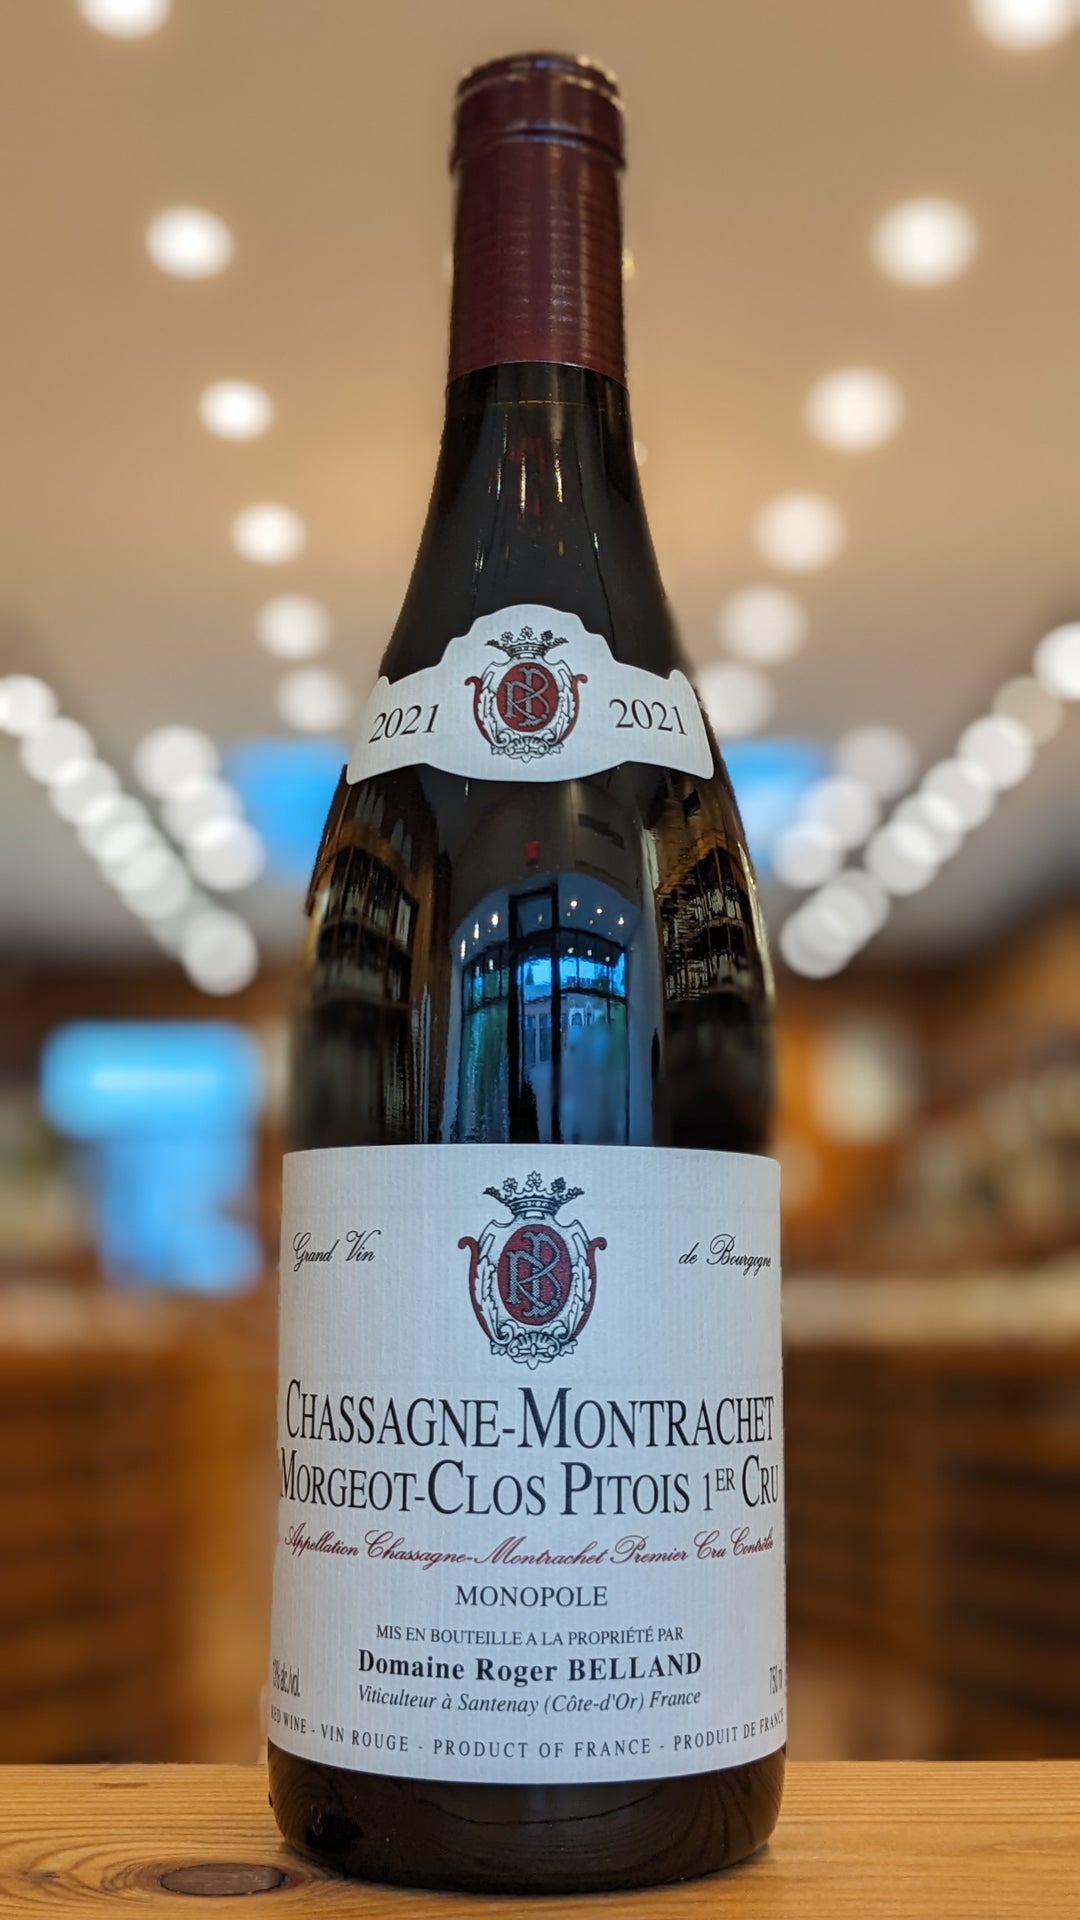 2021 2021
Grand Vin de Bourgogne
CHASSAGNE-MONTRACHET
MORGEOT-CLOS PITOIS 1ER CRU
Appellation Chassagne-Montrachet Premier Cru Contrôlée
MONOPOLE
MIS EN BOUTEILLE A LA PROPRIÉTÉ PAR
Domaine Roger BELLAND
Viticulteur à Santenay (Côte-d'Or) France
alc./vol.
RED WINE - VIN ROUGE - PRODUCT OF FRANCE - PRODUIT DE FRANCE